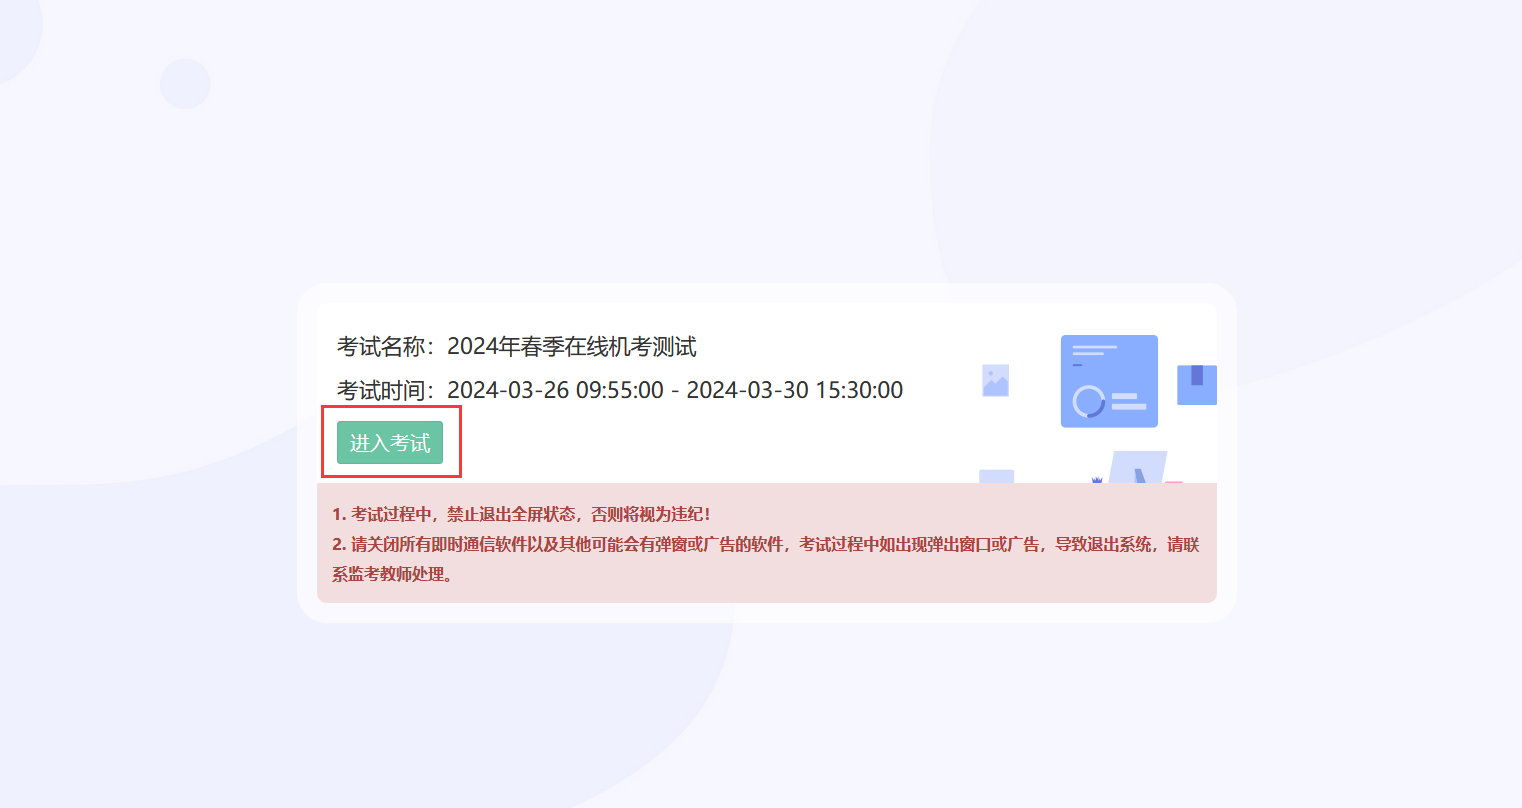 考试名称：2024年春季在线机考测试
考试时间：2024-03-26 09:55:00 - 2024-03-30 15:30:00
进入考试
1. 考试过程中，禁止退出全屏状态，否则将视为违纪！
2. 请关闭所有即时通信软件以及其他可能会有弹窗或广告的软件，考试过程中如出现弹出窗口或广告，导致退出系统，请联
系监考教师处理。